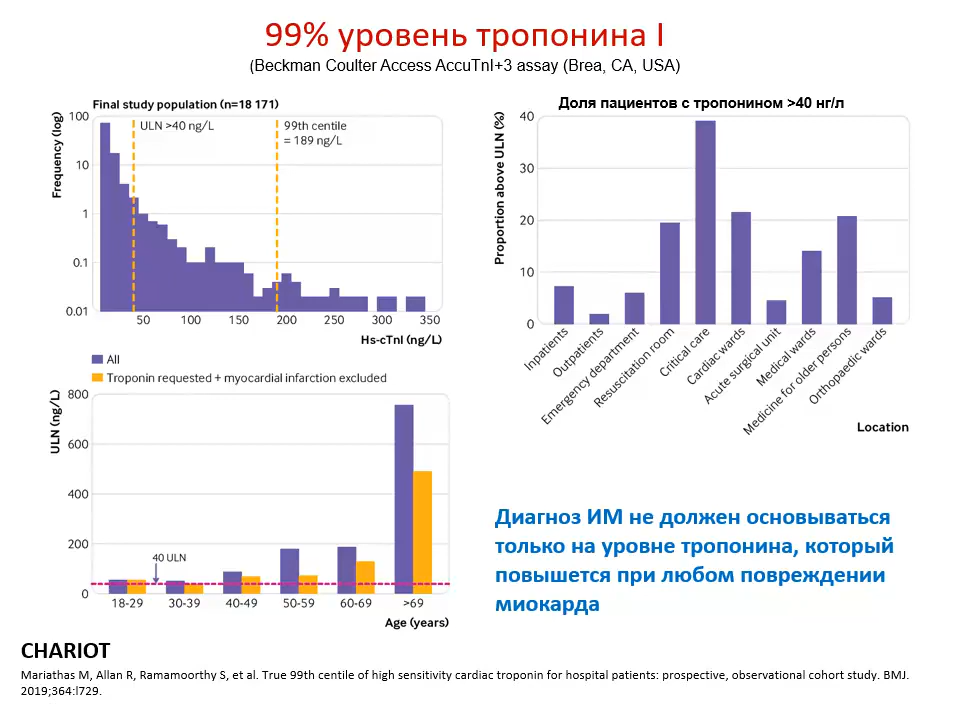 99% уровень тропонина I
(Beckman Coulter Access AccuTnI+3 assay (Brea, CA, USA)
Final study population (n=18 171)
Frequency (log)
100
10
1
0.1
0.01
ULN >40 ng/L
99th centile
= 189 ng/L
50
100
150
200
250
300
350
Hs-cTnI (ng/L)
Доля пациентов с тропонином >40 нг/л
Proportion above ULN (%)
40
30
20
10
0
Inpatients
Outpatients
Emergency department
Resuscitation room
Critical care
Cardiac wards
Acute surgical unit
Medical wards
Medicine for older persons
Orthopaedic wards
Location
All
Troponin requested + myocardial infarction excluded
ULN (ng/L)
800
600
400
200
0
40 ULN
18-29
30-39
40-49
50-59
60-69
>69
Age (years)
Диагноз ИМ не должен основываться
только на уровне тропонина, который
повышется при любом повреждении
миокарда
CHARIOT
Mariathas M, Allan R, Ramamoorthy S, et al. True 99th centile of high sensitivity cardiac troponin for hospital patients: prospective, observational cohort study. BMJ.
2019;364:l729.